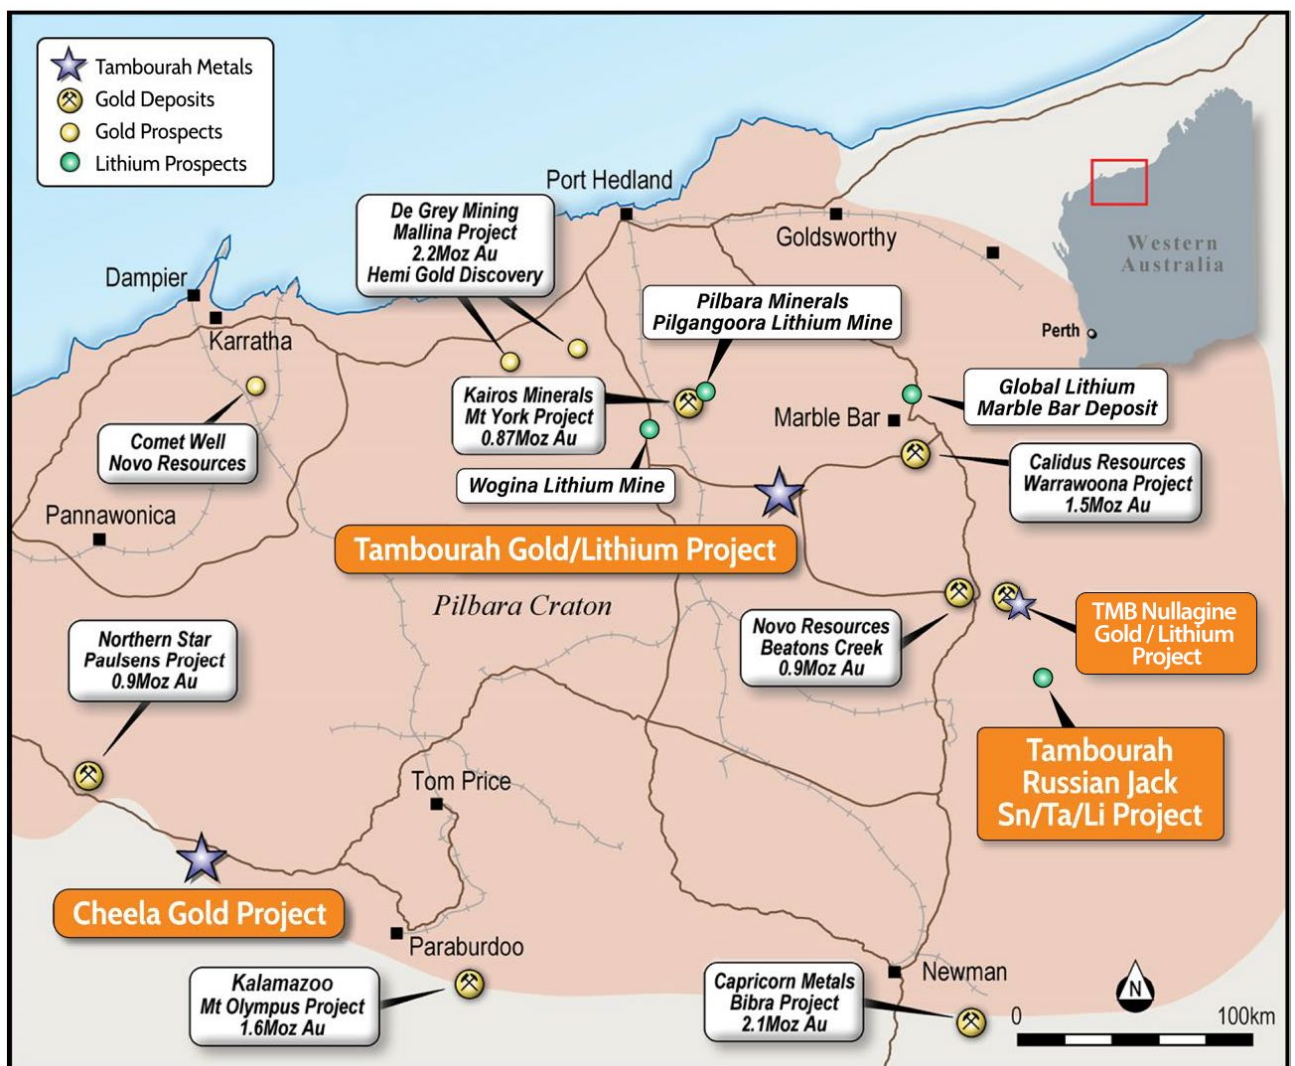 Tambourah Metals
Gold Deposits
Gold Prospects
Lithium Prospects
Port Hedland
De Grey Mining
Mallina Project
2.2Moz Au
Hemi Gold Discovery
Goldsworthy
Western
Australia
Perth
Dampier
Karratha
Pilbara Minerals
Pilgangoora Lithium Mine
Kairos Minerals
Mt York Project
0.87Moz Au
Global Lithium
Marble Bar Deposit
Marble Bar
Comet Well
Novo Resources
Wogina Lithium Mine
Calidus Resources
Warrawoona Project
1.5Moz Au
Pannawonica
Tambourah Gold/Lithium Project
Pilbara Craton
Northern Star
Paulsens Project
0.9Moz Au
Novo Resources
Beatons Creek
0.9Moz Au
TMB Nullagine
Gold / Lithium
Project
Tambourah
Russian Jack
Sn/Ta/Li Project
Tom Price
Cheela Gold Project
Paraburdoo
Kalamazoo
Mt Olympus Project
1.6Moz Au
Capricorn Metals
Bibra Project
2.1Moz Au
Newman
N
0 100km